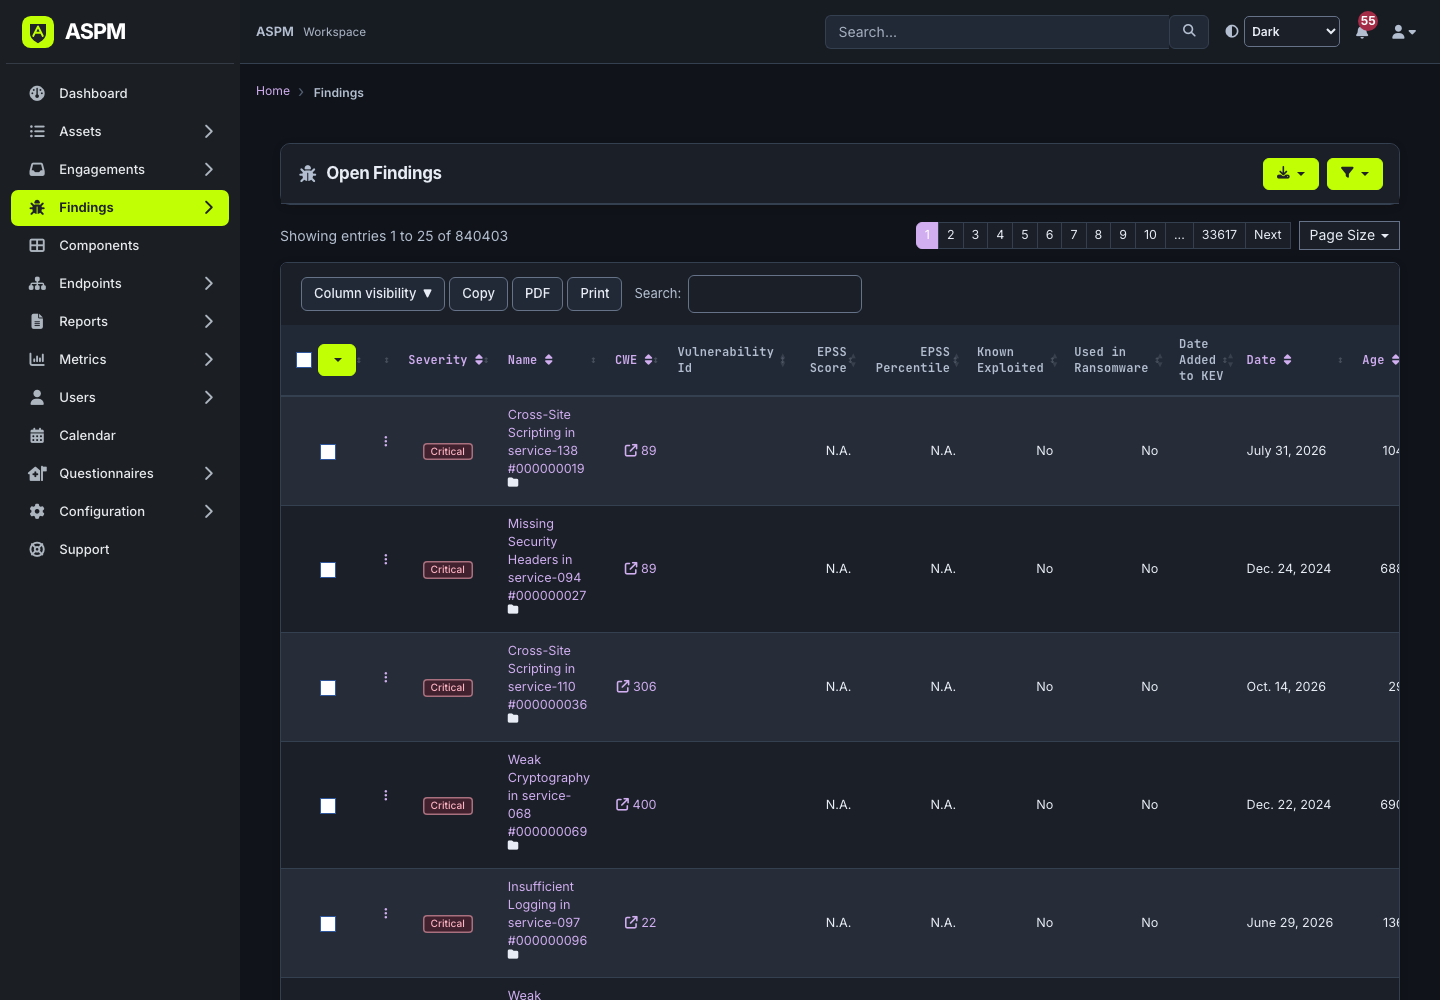 ASPM
ASPM Workspace
Search...
Dark
55
Home
Findings
Dashboard
Assets
Engagements
Findings
Components
Endpoints
Reports
Metrics
Users
Calendar
Questionnaires
Configuration
Support
Open Findings
Showing entries 1 to 25 of 840403
1 2 3 4 5 6 7 8 9 10 ... 33617 Next
Page Size
Column visibility ▼ Copy PDF Print Search:
Severity Name CWE Vulnerability Id EPSS Score EPSS Percentile Known Exploited Used in Ransomware Date Added to KEV Date Age
Critical
Cross-Site
Scripting in
service-138
#000000019
89 N.A. N.A. No No July 31, 2026 104
Critical
Missing
Security
Headers in
service-094
#000000027
89 N.A. N.A. No No Dec. 24, 2024 688
Critical
Cross-Site
Scripting in
service-110
#000000036
306 N.A. N.A. No No Oct. 14, 2026 29
Critical
Weak
Cryptography
in service-
068
#000000069
400 N.A. N.A. No No Dec. 22, 2024 690
Critical
Insufficient
Logging in
service-097
#000000096
22 N.A. N.A. No No June 29, 2026 136
Weak